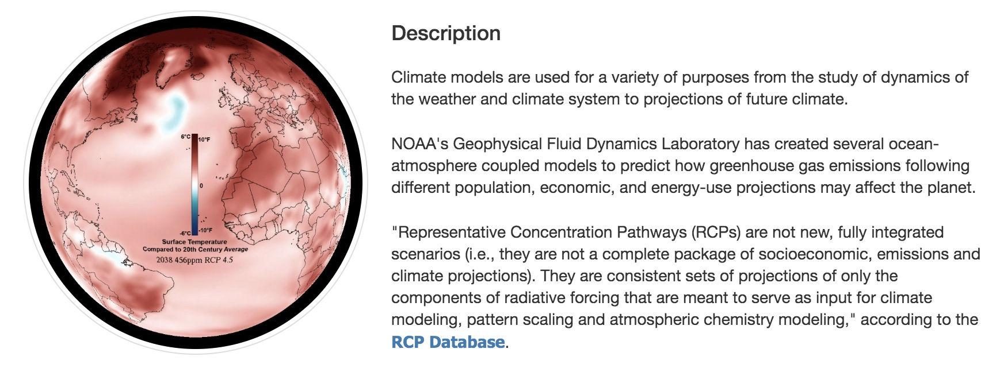 Description
Climate models are used for a variety of purposes from the study of dynamics of
the weather and climate system to projections of future climate.
NOAA's Geophysical Fluid Dynamics Laboratory has created several ocean-
atmosphere coupled models to predict how greenhouse gas emissions following
different population, economic, and energy-use projections may affect the planet.
"Representative Concentration Pathways (RCPs) are not new, fully integrated
scenarios (i.e., they are not a complete package of socioeconomic, emissions and
climate projections). They are consistent sets of projections of only the
components of radiative forcing that are meant to serve as input for climate
modeling, pattern scaling and atmospheric chemistry modeling," according to the
RCP Database.
6°C 10°F
0
-6°C -10°F
Surface Temperature
Compared to 20th Century Average
2038 456ppm RCP 4.5